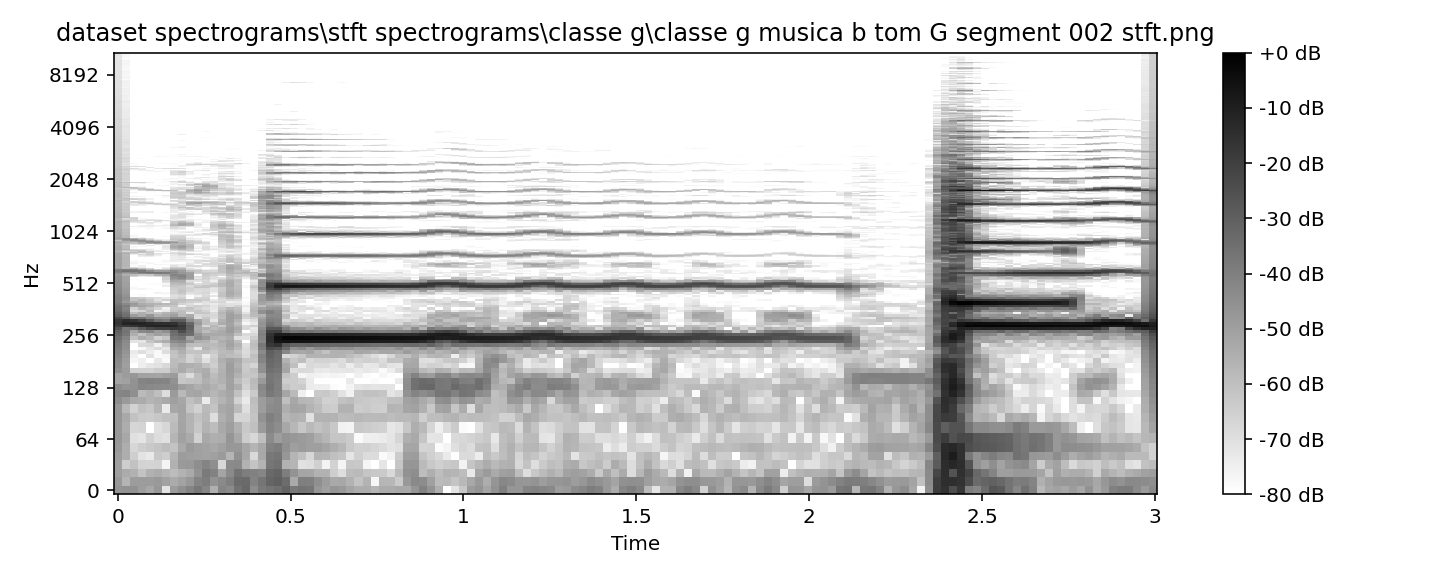 dataset spectrograms\stft spectrograms\classe g\classe g musica b tom G segment 002 stft.png
8192
4096
2048
1024
512
256
128
64
0
Hz
0
0.5
1
1.5
2
2.5
3
Time
+0 dB
-10 dB
-20 dB
-30 dB
-40 dB
-50 dB
-60 dB
-70 dB
-80 dB